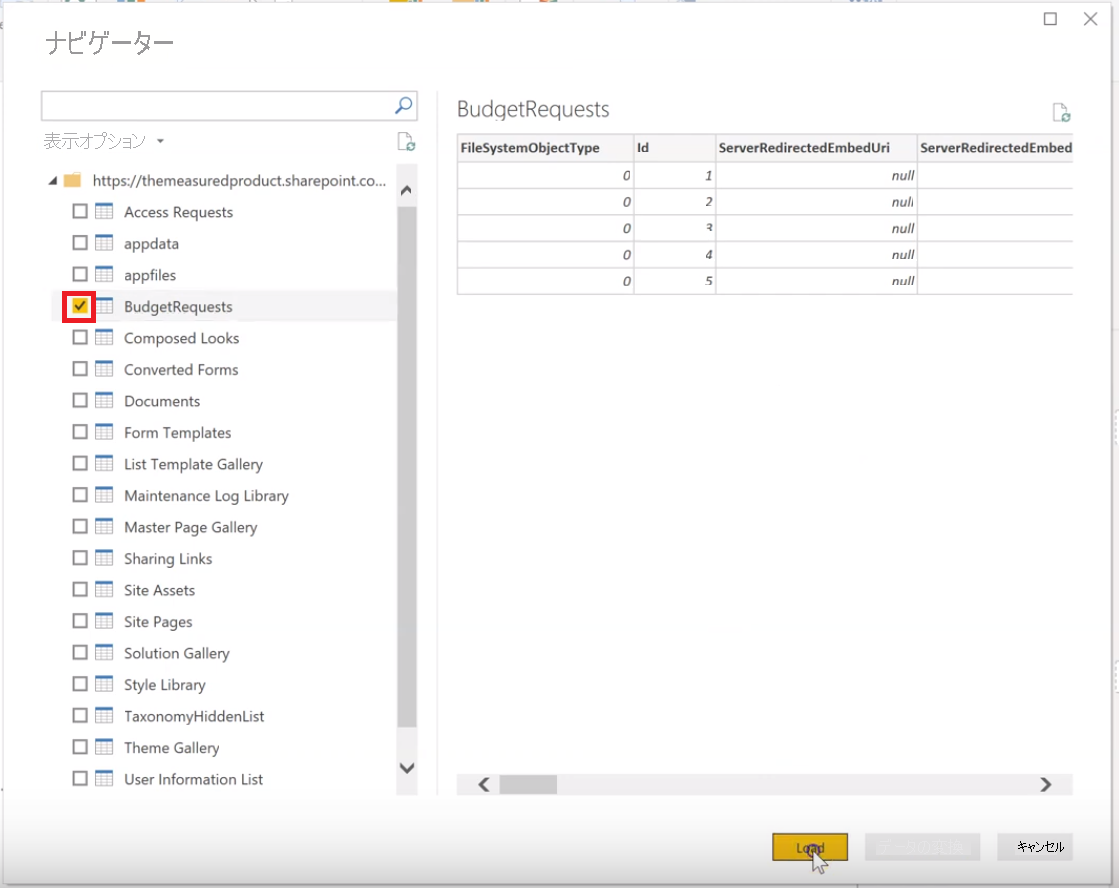 ナビゲーター
表示オプション
https://themeasuredproduct.sharepoint.co...
Access Requests
appdata
appfiles
BudgetRequests
Composed Looks
Converted Forms
Documents
Form Templates
List Template Gallery
Maintenance Log Library
Master Page Gallery
Sharing Links
Site Assets
Site Pages
Solution Gallery
Style Library
TaxonomyHiddenList
Theme Gallery
User Information List
BudgetRequests
FileSystemObjectType Id ServerRedirectedEmbedUri ServerRedirectedEmbed
0 1 null
0 2 null
0 3 null
0 4 null
0 5 null
Load キャンセル